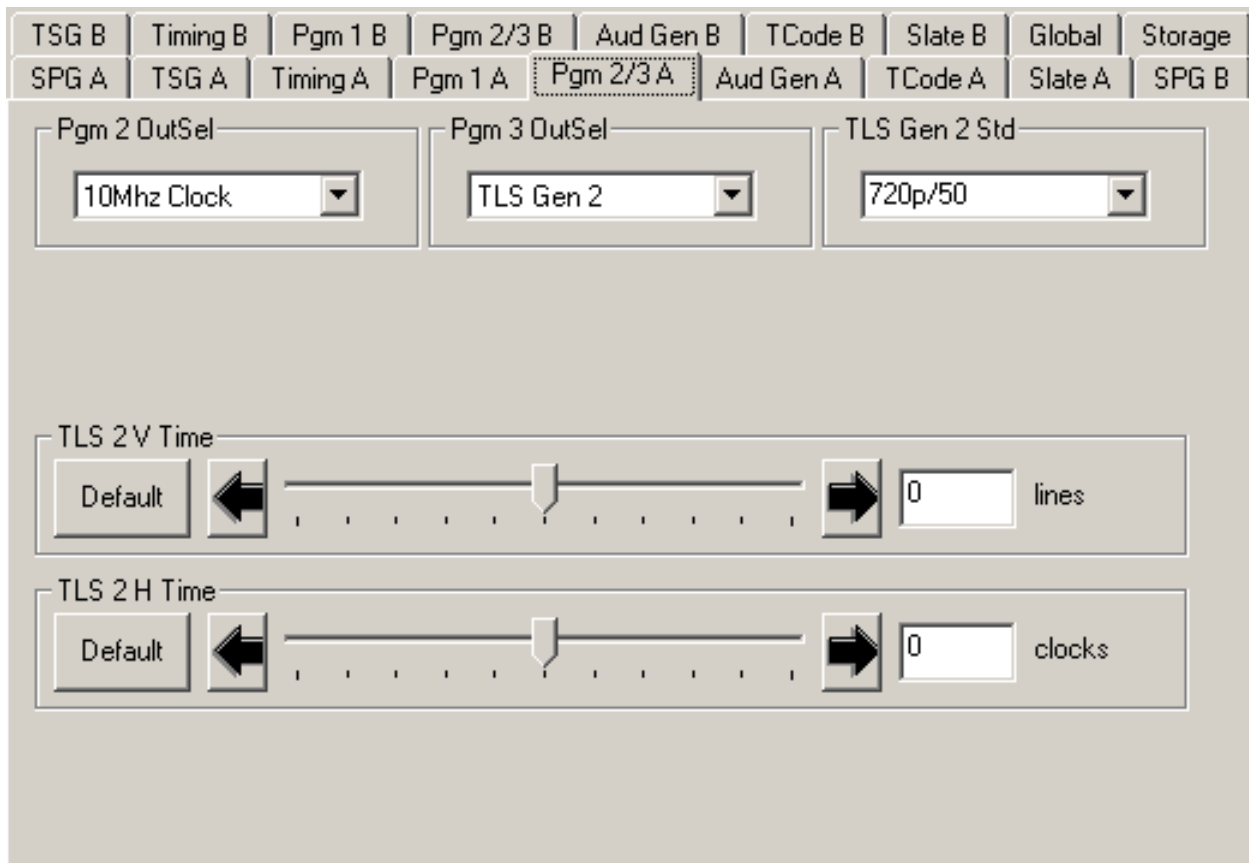 TSG B Timing B Pgm 1 B Pgm 2/3 B Aud Gen B TCode B Slate B Global Storage
SPG A TSG A Timing A Pgm 1 A Pgm 2/3 A Aud Gen A TCode A Slate A SPG B
Pgm 2 OutSel Pgm 3 OutSel TLS Gen 2 Std
10Mhz Clock TLS Gen 2 720p/50
TLS 2 V Time
Default 0 lines
TLS 2 H Time
Default 0 clocks